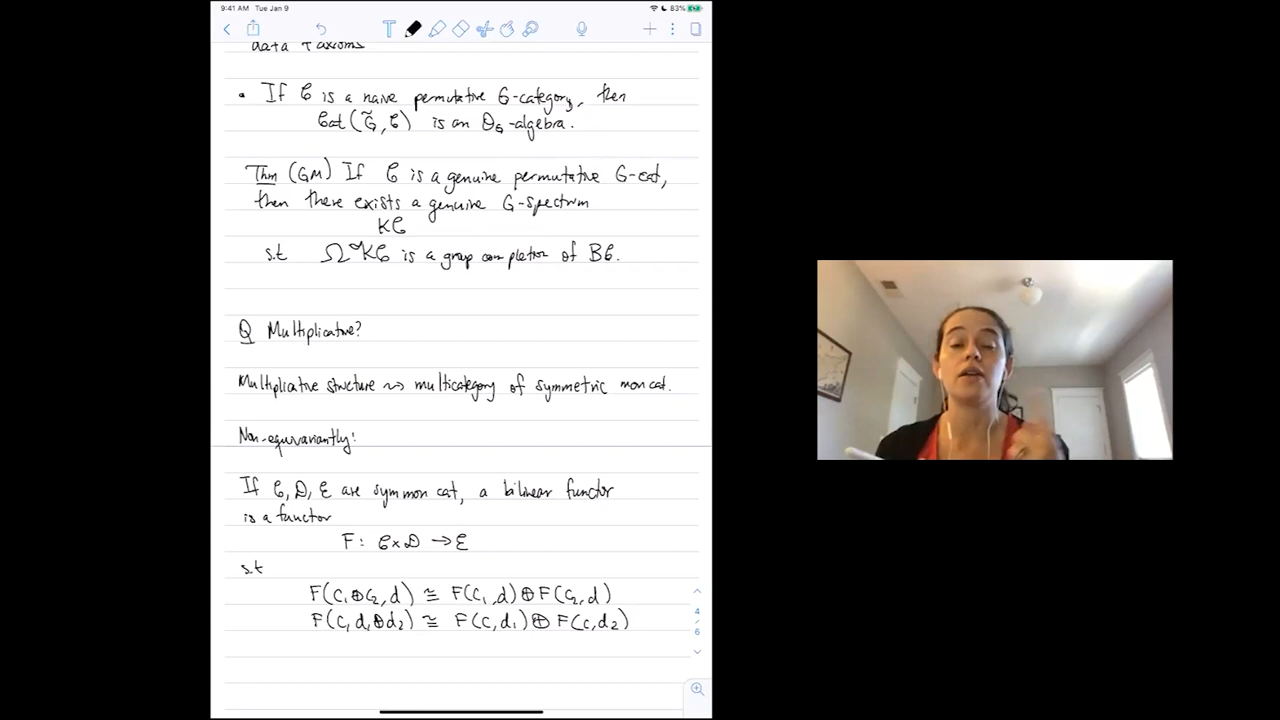 9:41 AM Tue Jan 9
83%
data + axioms
• If 𝒞 is a naive permutative G-category, then
Cat(G̃, 𝒞) is an 𝒪_G-algebra.
Thm (GM) If 𝒞 is a genuine permutative G-cat,
then there exists a genuine G-spectrum
K𝒞
s.t Ω^∞K𝒞 is a group completion of B𝒞.
Q Multiplicative?
Multiplicative structure ⇝ multicategory of symmetric mon cat.
Non-equivariantly:
If 𝒞, 𝒟, ℰ are sym mon cat, a bilinear functor
is a functor
F: 𝒞×𝒟 → ℰ
s.t
F(c₁⊕c₂, d) ≅ F(c₁, d)⊕F(c₂, d)
F(c, d₁⊕d₂) ≅ F(c, d₁)⊕F(c, d₂)
4
/
6